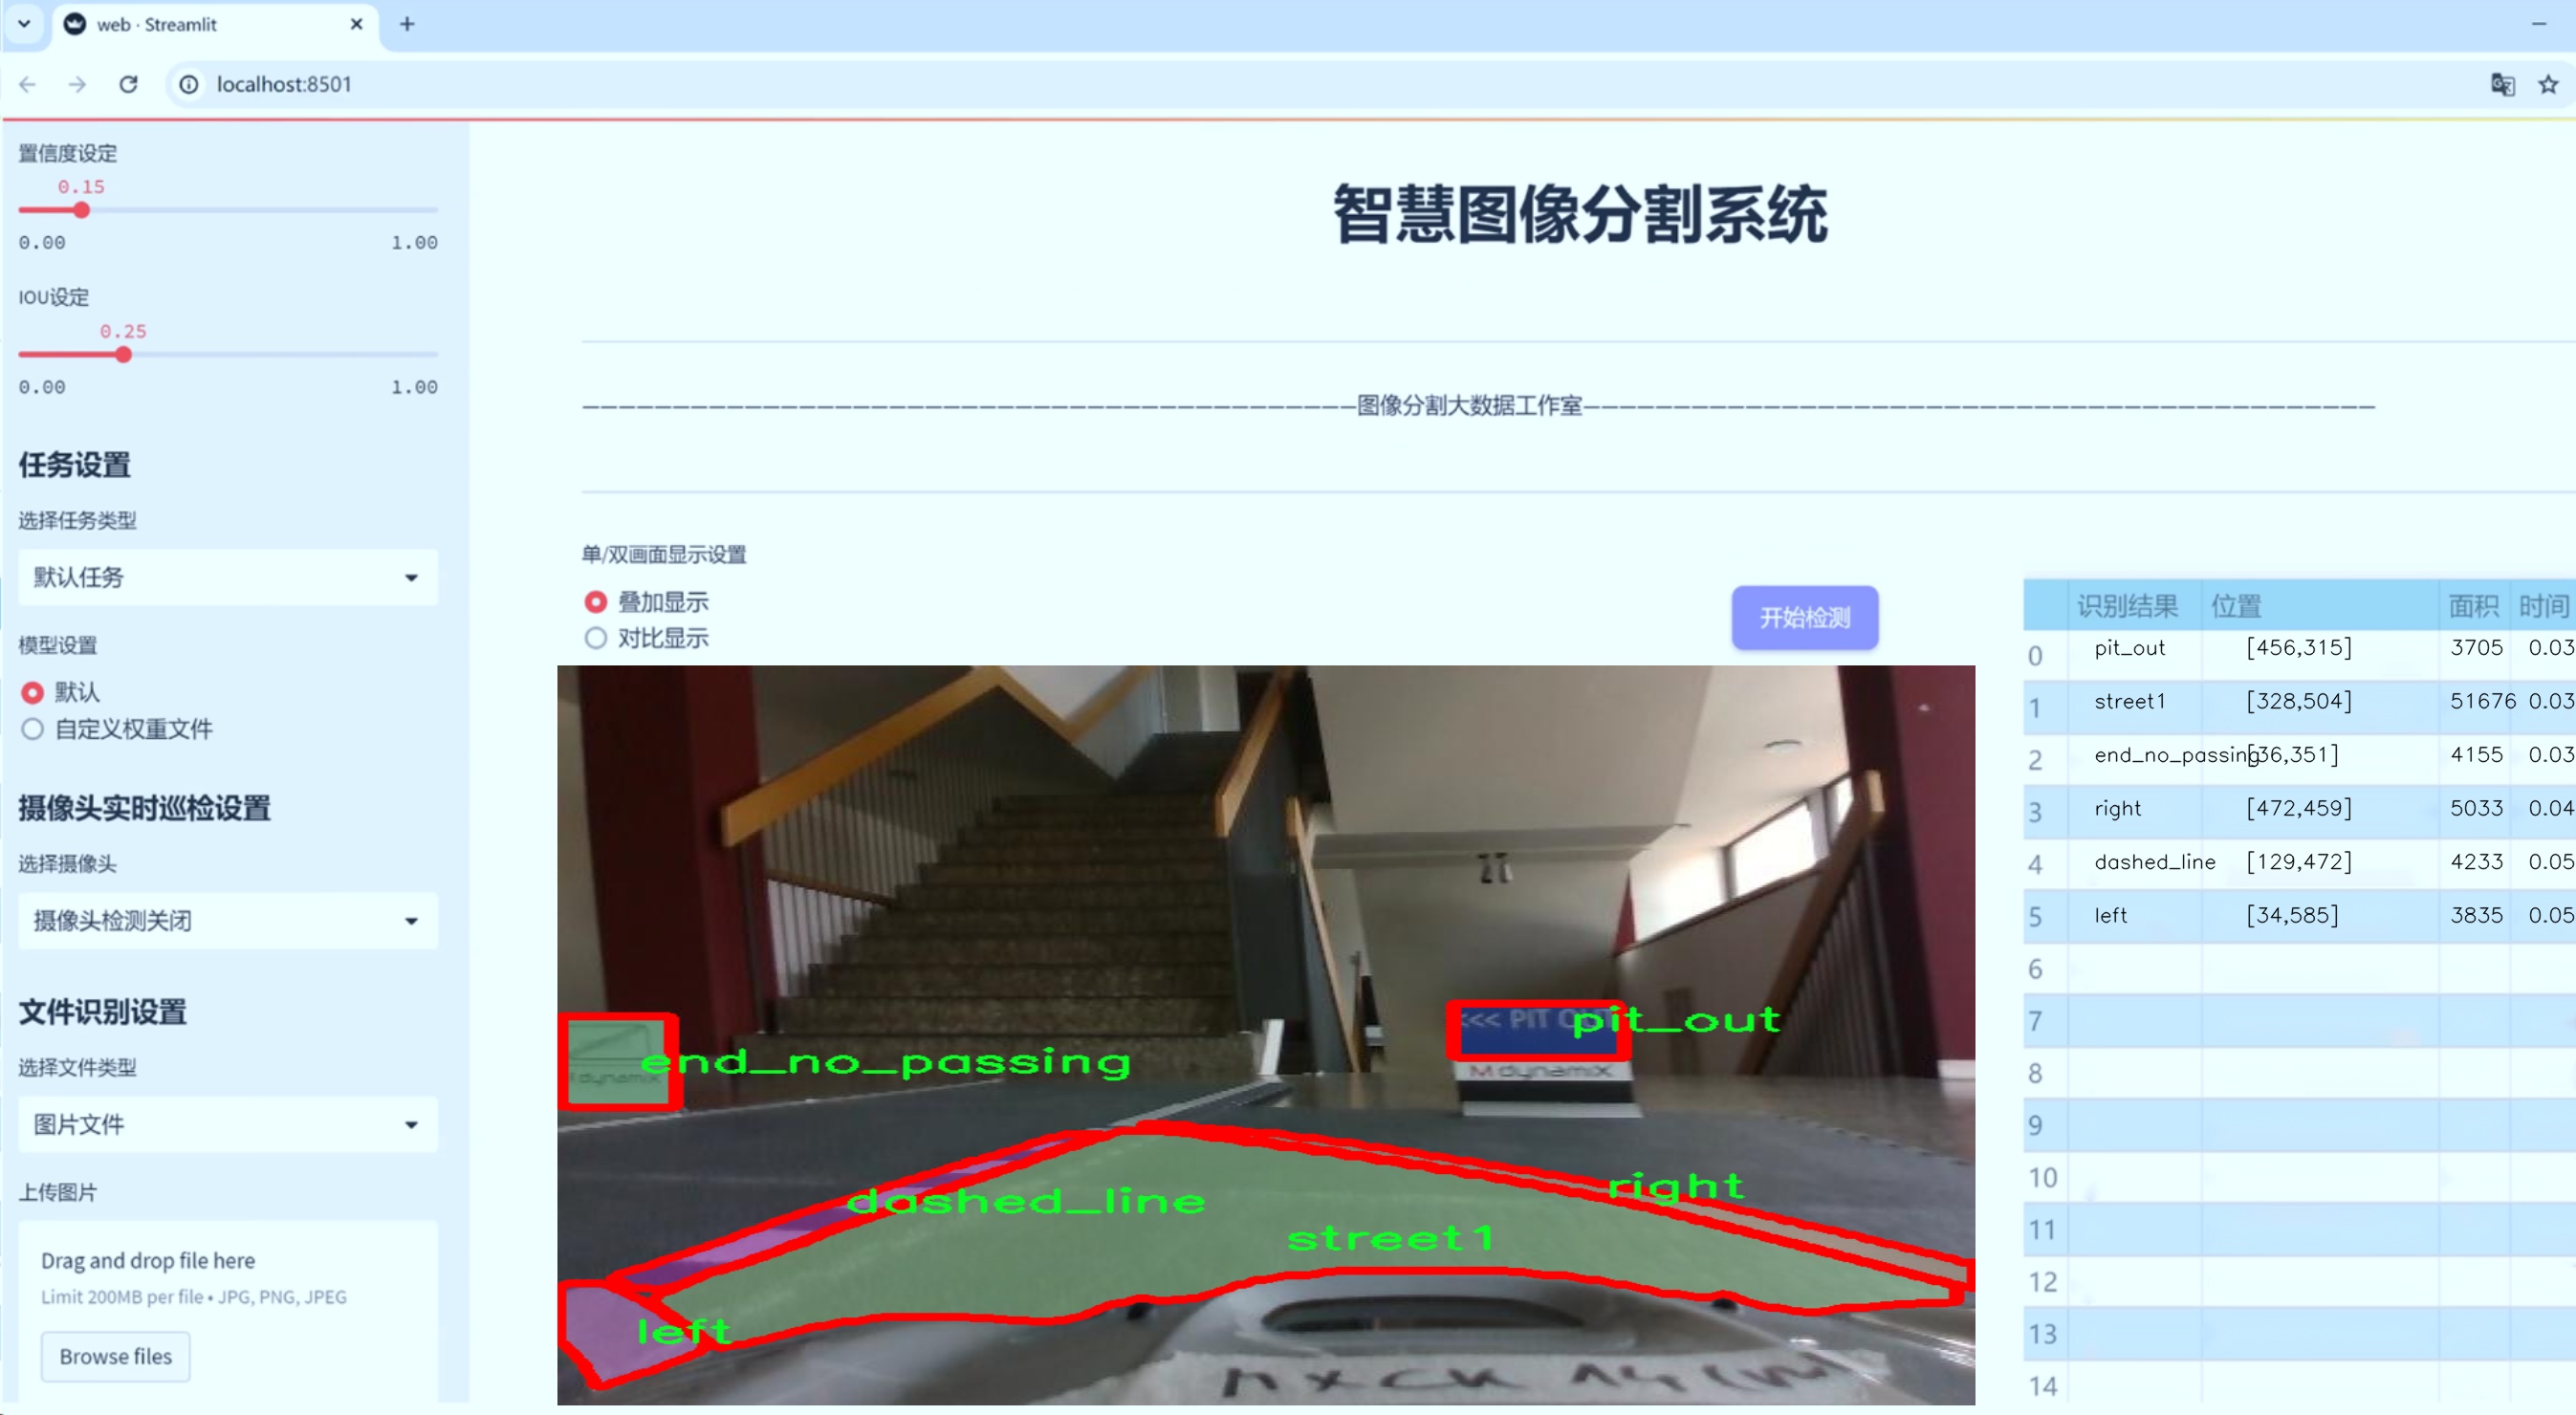 web · Streamlit
localhost:8501
置信度设定
0.15
0.00 1.00
IOU设定
0.25
0.00 1.00
任务设置
选择任务类型
默认任务
模型设置
默认
自定义权重文件
摄像头实时巡检设置
选择摄像头
摄像头检测关闭
文件识别设置
选择文件类型
图片文件
上传图片
Drag and drop file here
Limit 200MB per file • JPG, PNG, JPEG
Browse files
智慧图像分割系统
图像分割大数据工作室
单/双画面显示设置
叠加显示
对比显示
开始检测
<<< PIT OUT
pit_out
end_no_passing
dynamiX
M dynamiX
right
dashed_line
street1
left
识别结果 位置 面积 时间
0 pit_out [456,315] 3705 0.03
1 street1 [328,504] 51676 0.03
2 end_no_passing [36,351] 4155 0.03
3 right [472,459] 5033 0.04
4 dashed_line [129,472] 4233 0.05
5 left [34,585] 3835 0.05
6
7
8
9
10
11
12
13
14